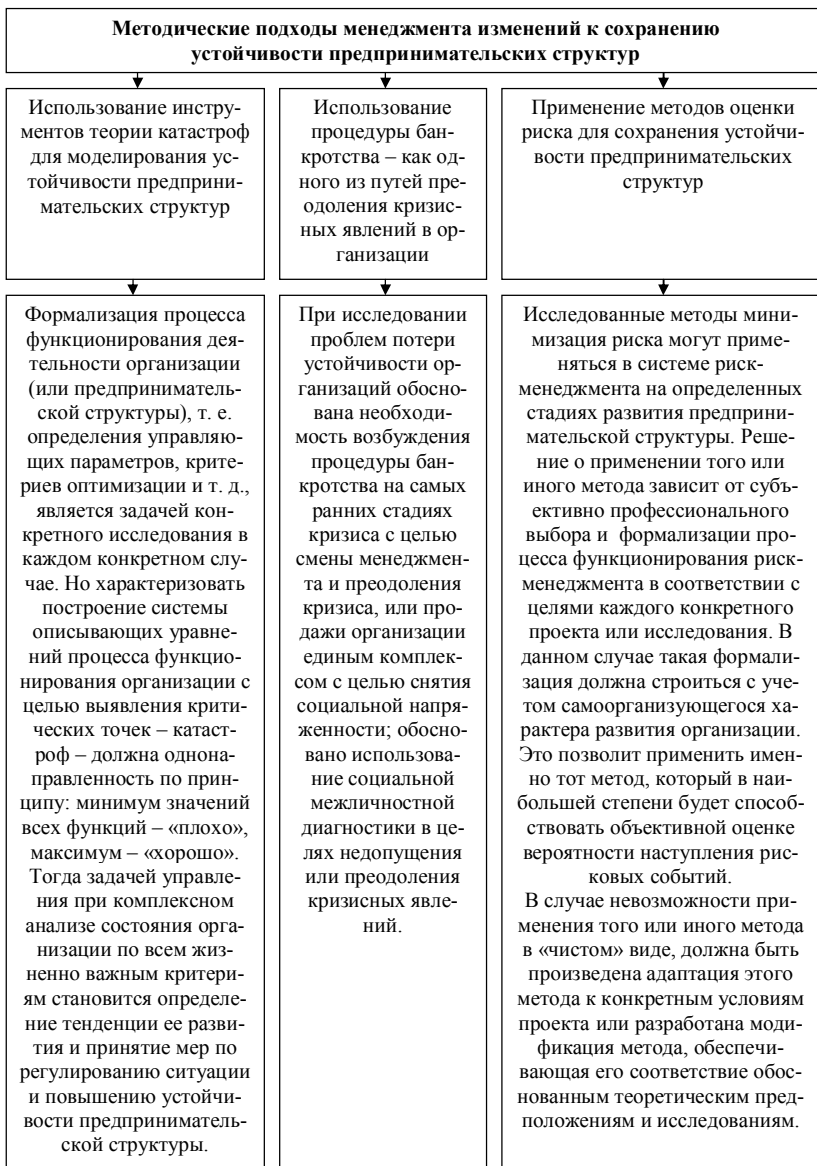 Методические подходы менеджмента изменений к сохранению
устойчивости предпринимательских структур
Использование инстру-
ментов теории катастроф
для моделирования ус-
тойчивости предприни-
мательских структур
Использование
процедуры бан-
кротства – как од-
ного из путей пре-
одоления кризис-
ных явлений в ор-
ганизации
Применение методов оценки
риска для сохранения устойчи-
вости предпринимательских
структур
Формализация процесса
функционирования дея-
тельности организации
(или предприниматель-
ской структуры), т. е.
определения управляю-
щих параметров, крите-
риев оптимизации и т. д.,
является задачей кон-
кретного исследования в
каждом конкретном слу-
чае. Но характеризовать
построение системы
описывающих уравне-
ний процесса функцио-
нирования организации с
целью выявления крити-
ческих точек – катаст-
роф – должна однона-
правленность по прин-
ципу: минимум значений
всех функций – «плохо»,
максимум – «хорошо».
Тогда задачей управле-
ния при комплексном
анализе состояния орга-
низации по всем жиз-
ненно важным критери-
ям становится определе-
ние тенденции ее разви-
тия и принятие мер по
регулированию ситуации
и повышению устойчи-
вости предприниматель-
ской структуры.
При исследовании
проблем потери
устойчивости ор-
ганизаций обосно-
вана необходи-
мость возбуждения
процедуры бан-
кротства на самых
ранних стадиях
кризиса с целью
смены менеджмен-
та и преодоления
кризиса, или про-
дажи организации
единым комплек-
сом с целью снятия
социальной напря-
женности; обосно-
вано использова-
ние социальной
межличностной
диагностики в це-
лях недопущения
или преодоления
кризисных явле-
ний.
Исследованные методы мини-
мизация риска могут приме-
няться в системе риск-
менеджмента на определенных
стадиях развития предприни-
мательской структуры. Реше-
ние о применении того или
иного метода зависит от субъ-
ективно профессионального
выбора и формализации про-
цесса функционирования риск-
менеджмента в соответствии с
целями каждого конкретного
проекта или исследования. В
данном случае такая формали-
зация должна строиться с уче-
том самоорганизующегося ха-
рактера развития организации.
Это позволит применить имен-
но тот метод, который в наи-
большей степени будет способ-
ствовать объективной оценке
вероятности наступления рис-
ковых событий.
В случае невозможности при-
менения того или иного метода
в «чистом» виде, должна быть
произведена адаптация этого
метода к конкретным условиям
проекта или разработана моди-
фикация метода, обеспечи-
вающая его соответствие обос-
нованным теоретическим пред-
положениям и исследованиям.